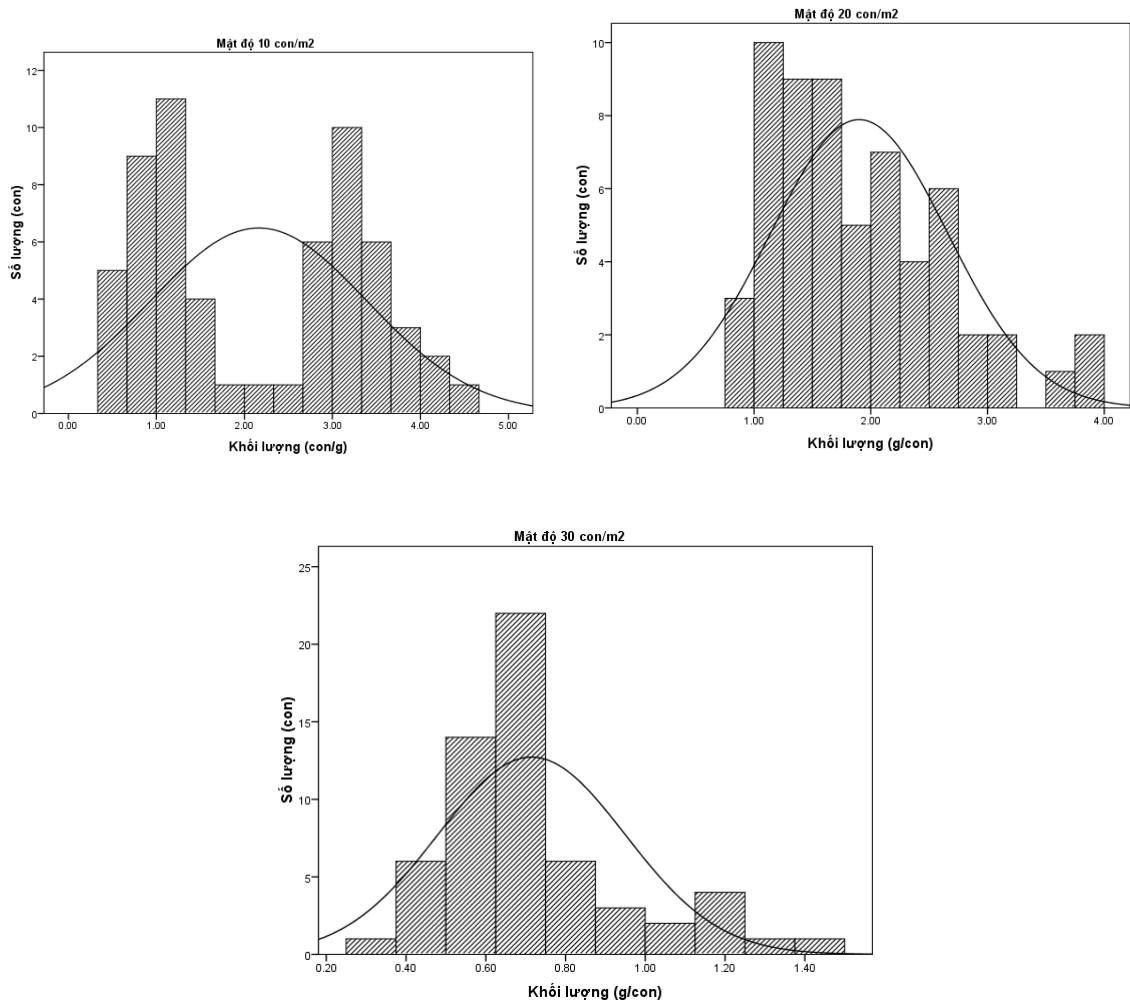 Mật độ 10 con/m2
12
10
8
6
4
2
0
Số lượng (con)
0.00 1.00 2.00 3.00 4.00 5.00
Khối lượng (con/g)
Mật độ 20 con/m2
10
8
6
4
2
0
Số lượng (con)
0.00 1.00 2.00 3.00 4.00
Khối lượng (g/con)
Mật độ 30 con/m2
25
20
15
10
5
0
Số lượng (con)
0.20 0.40 0.60 0.80 1.00 1.20 1.40
Khối lượng (g/con)